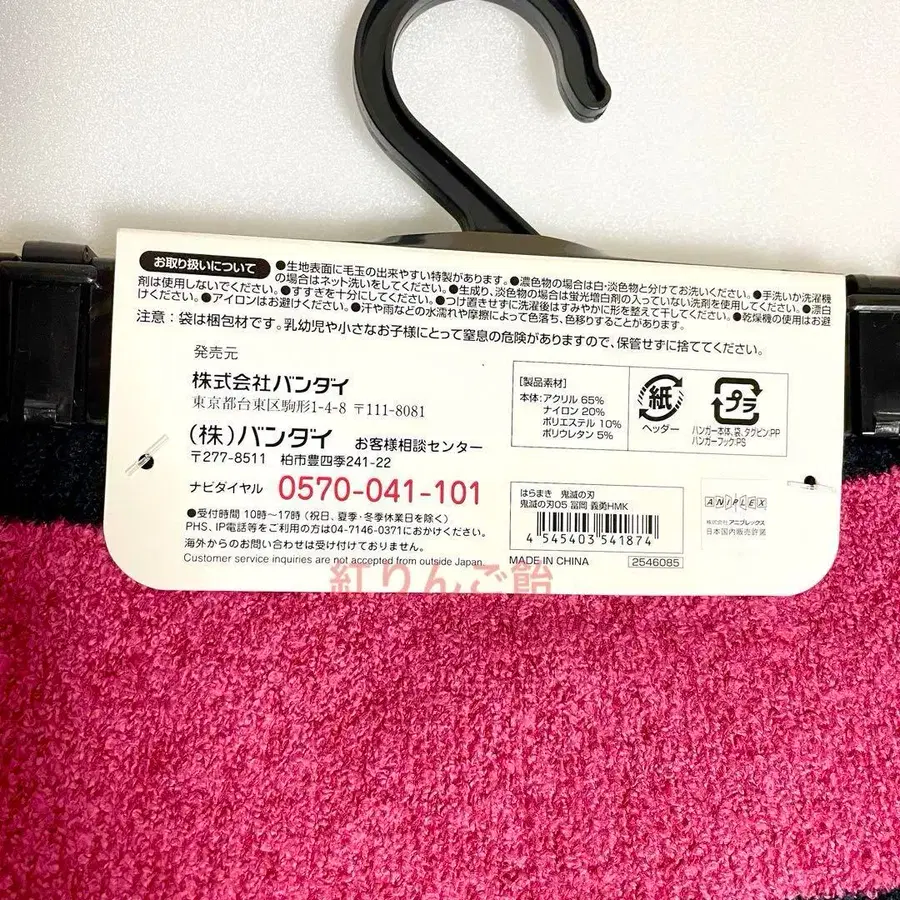 お取り扱いについて
●生地表面に毛玉の出来やすい特製があります。●濃色物の場合は白・淡色物と分けてお洗いください。●手洗いか洗濯機
の場合はネット洗いをしてください。●生成り、淡色物の場合は蛍光増白剤の入っていない洗剤を使用してください。●漂白
剤は使用しないでください。●すすぎを十分にしてください。●つけ置きせずに洗濯後はすみやかに形を整えて干してください。●乾燥機の使用はお避
けください。●アイロンはお避けください。●汗や雨などの水濡れや摩擦によって色落ち、色移りすることがあります。
注意：袋は梱包材です。乳幼児や小さなお子様にとって窒息の危険がありますので、保管せずに捨ててください。
発売元
株式会社バンダイ
東京都台東区駒形1-4-8 〒111-8081
(株)バンダイ お客様相談センター
〒277-8511 柏市豊四季241-22
ナビダイヤル 0570-041-101
●受付時間 10時～17時(祝日、夏季・冬季休業日を除く)
PHS、IP電話等をご利用の方は04-7146-0371におかけください。
海外からのお問い合わせは受け付けておりません。
Customer service inquiries are not accepted from outside Japan.
[製品素材]
本体：アクリル 65%
ナイロン 20%
ポリエステル 10%
ポリウレタン 5%
紙
ヘッダー
プラ
ハンガー本体、袋、タグピン：PP
ハンガーフック：PS
はらまき 鬼滅の刃
鬼滅の刃05 冨岡 義勇HMK
4 545403 541874
MADE IN CHINA
2546085
ANIPLEX
株式会社アニプレックス
日本国内販売許諾
紅りんご飴